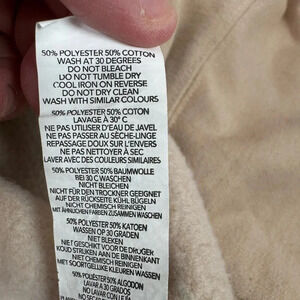 50% POLYESTER 50% COTTON
WASH AT 30 DEGREES
DO NOT BLEACH
DO NOT TUMBLE DRY
COOL IRON ON REVERSE
DO NOT DRY CLEAN
WASH WITH SIMILAR COLOURS
50% POLYESTER 50% COTON
LAVAGE À 30° C
NE PAS UTILISER D'EAU DE JAVEL
NE PAS METTRE AU SÈCHE-LINGE
REPASSAGE DOUX SUR L'ENVERS
NE PAS NETTOYER À SEC
LAVER AVEC DES COULEURS SIMILAIRES
50% POLYESTER 50% BAUMWOLLE
BEI 30 C WASCHEN
NICHT BLEICHEN
NICHT FÜR DEN TROCKNER GEEIGNET
AUF DER RÜCKSEITE KÜHL BÜGELN
NICHT CHEMISCH REINIGEN
MIT ÄHNLICHEN FARBEN ZUSAMMEN WASCHEN
50% POLYESTER 50% KATOEN
WASSEN OP 30 GRADEN
NIET BLEKEN
NIET GESCHIKT VOOR DE DROGER
KOUD STRIJKEN AAN DE BINNENKANT
NIET CHEMISCH REINIGEN
MET SOORTGELIJKE KLEUREN WASSEN
50% POLIÉSTER 50% ALGODÓN
LAVAR A 30 GRADOS
NO LAVAR CON LEJÍA